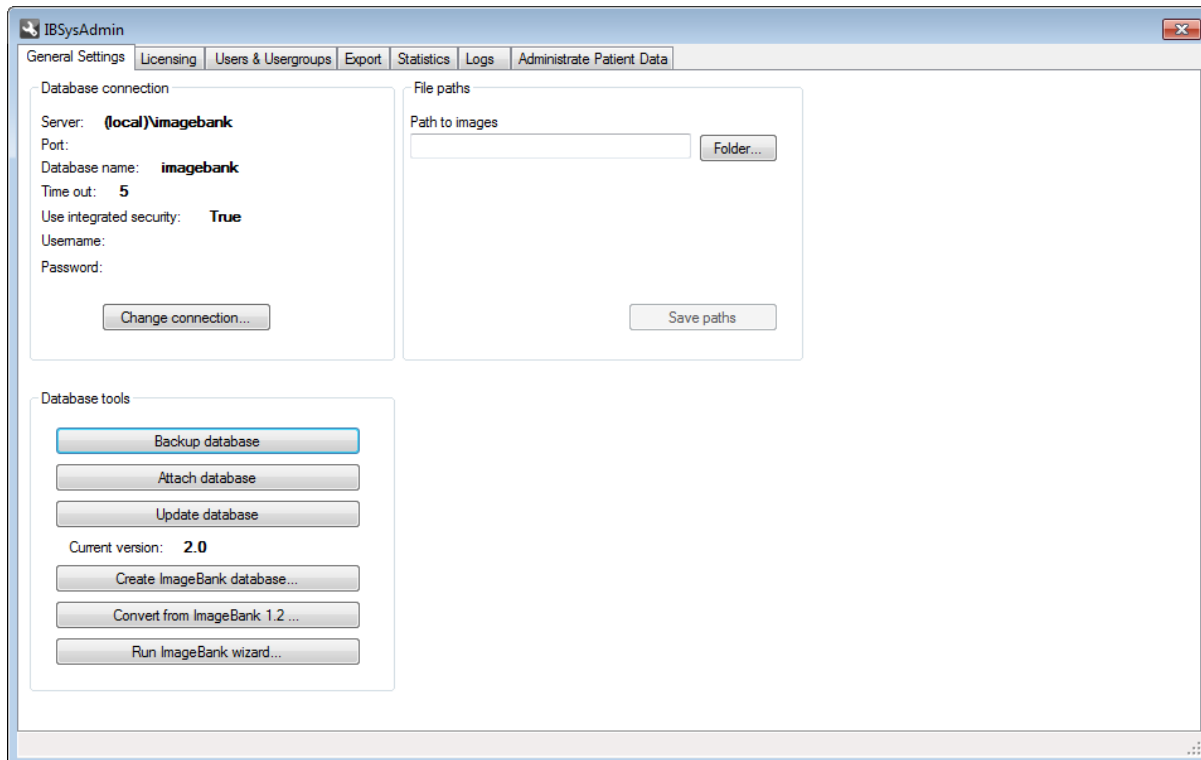 IBSysAdmin
General Settings Licensing Users & Usergroups Export Statistics Logs Administrate Patient Data
Database connection
Server: (local)\imagebank
Port:
Database name: imagebank
Time out: 5
Use integrated security: True
Username:
Password:
Change connection...
File paths
Path to images
Folder...
Save paths
Database tools
Backup database
Attach database
Update database
Current version: 2.0
Create ImageBank database...
Convert from ImageBank 1.2 ...
Run ImageBank wizard...